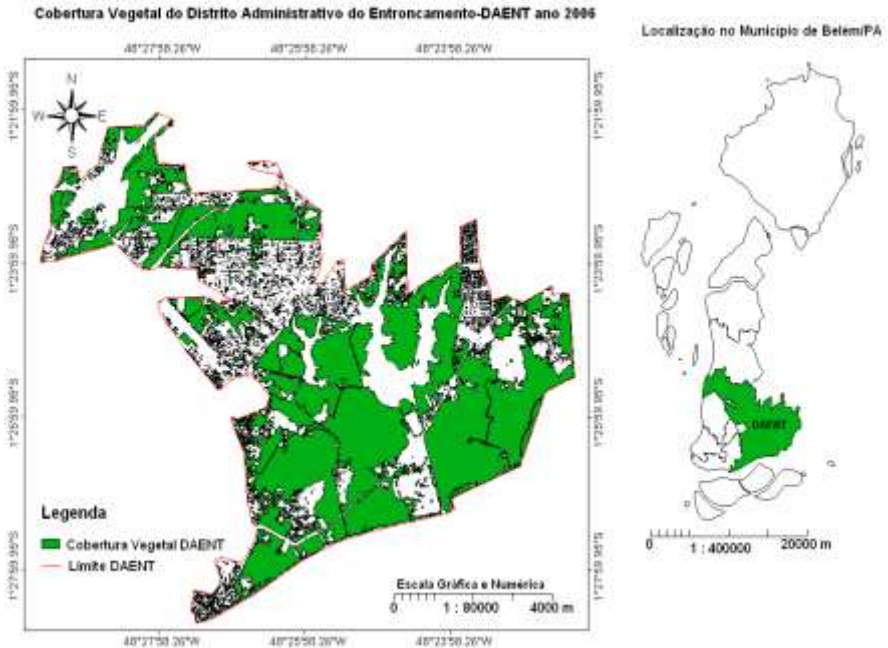 Cobertura Vegetal do Distrito Administrativo do Entroncamento-DAENT ano 2006
48°27'58.26"W 48°25'58.26"W 48°23'58.26"W
N
W E
S
Legenda
Cobertura Vegetal DAENT
Limite DAENT
Escala Gráfica e Numérica
0 1 : 80000 4000 m
48°27'58.26"W 48°25'58.26"W 48°23'58.26"W
Localização no Município de Belém/PA
DAENT
0 1 : 400000 20000 m